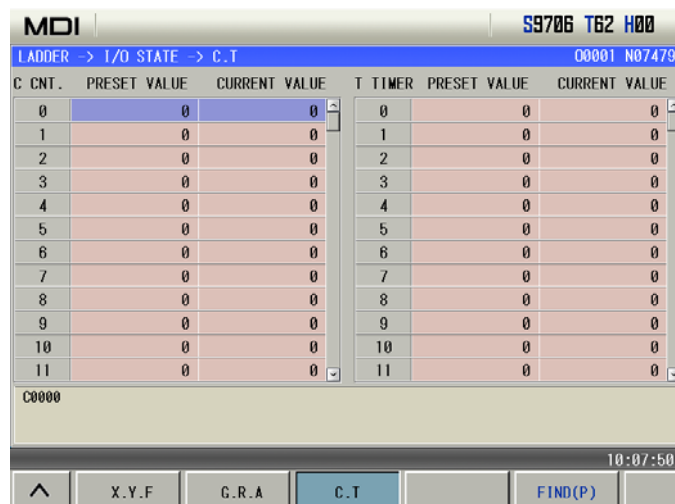 MDI S9706 T62 H00
LADDER -> I/O STATE -> C.T O0001 N07479
C CNT. PRESET VALUE CURRENT VALUE T TIMER PRESET VALUE CURRENT VALUE
0 0 0 0 0 0
1 0 0 1 0 0
2 0 0 2 0 0
3 0 0 3 0 0
4 0 0 4 0 0
5 0 0 5 0 0
6 0 0 6 0 0
7 0 0 7 0 0
8 0 0 8 0 0
9 0 0 9 0 0
10 0 0 10 0 0
11 0 0 11 0 0
C0000
10:07:50
X.Y.F G.R.A C.T FIND(P)